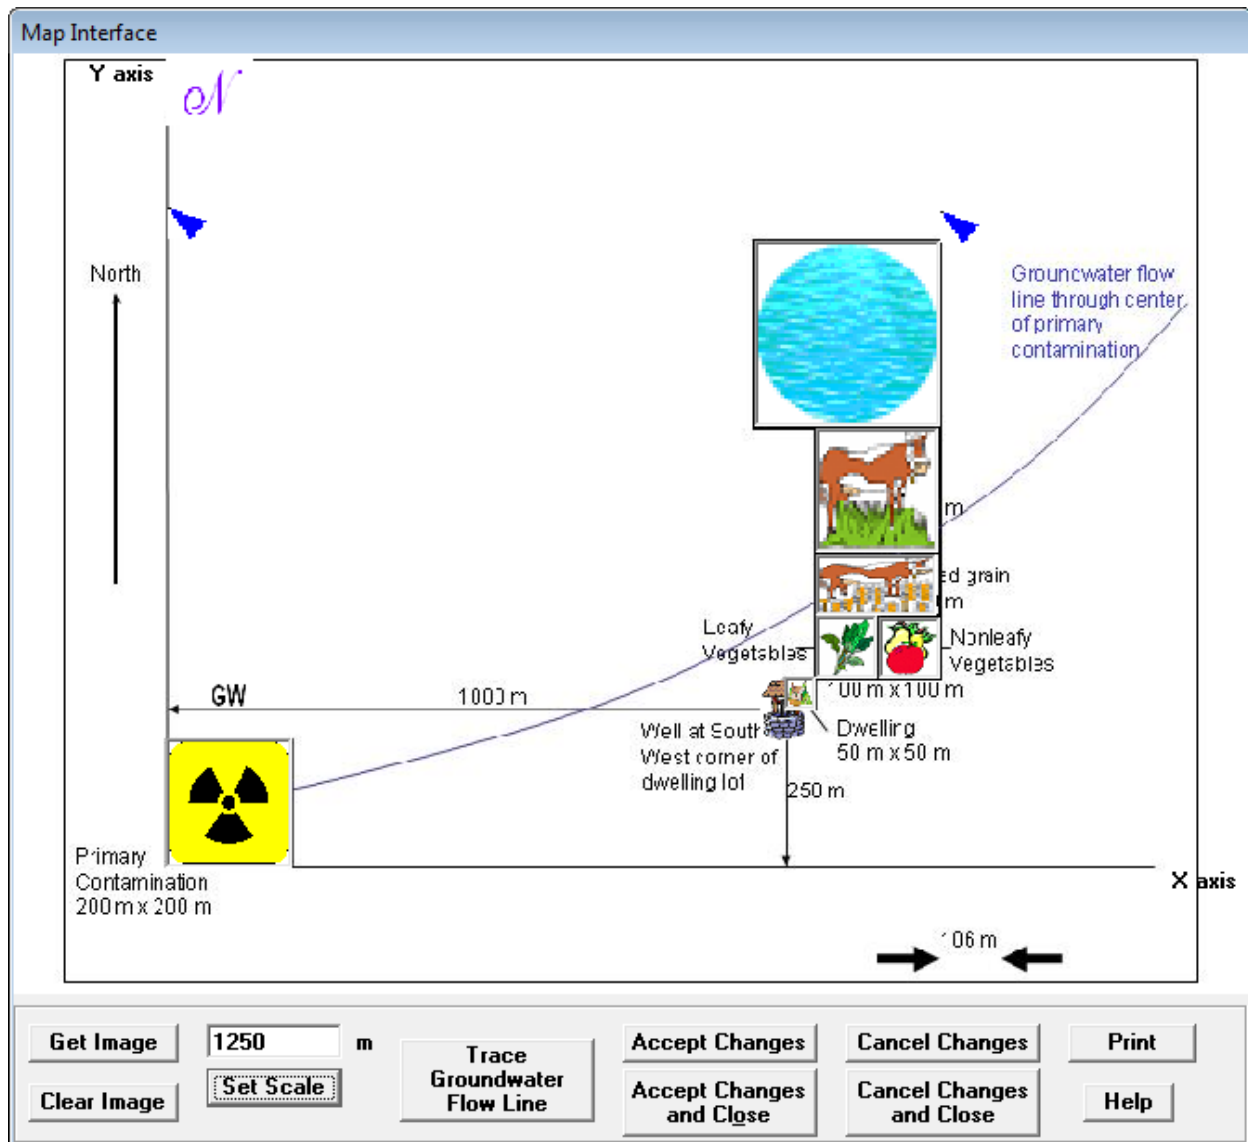 Map Interface
Y axis
N
North
Groundwater flow
line through center
of primary
contamination
m
ed grain
m
Leafy
Vegetables
Nonleafy
Vegetables
100 m x 100 m
GW
1000 m
Well at South
West corner of
dwelling lot
Dwelling
50 m x 50 m
250 m
Primary
Contamination
200 m x 200 m
X axis
106 m
Get Image
1250
m
Set Scale
Clear Image
Trace
Groundwater
Flow Line
Accept Changes
Accept Changes
and Close
Cancel Changes
Cancel Changes
and Close
Print
Help